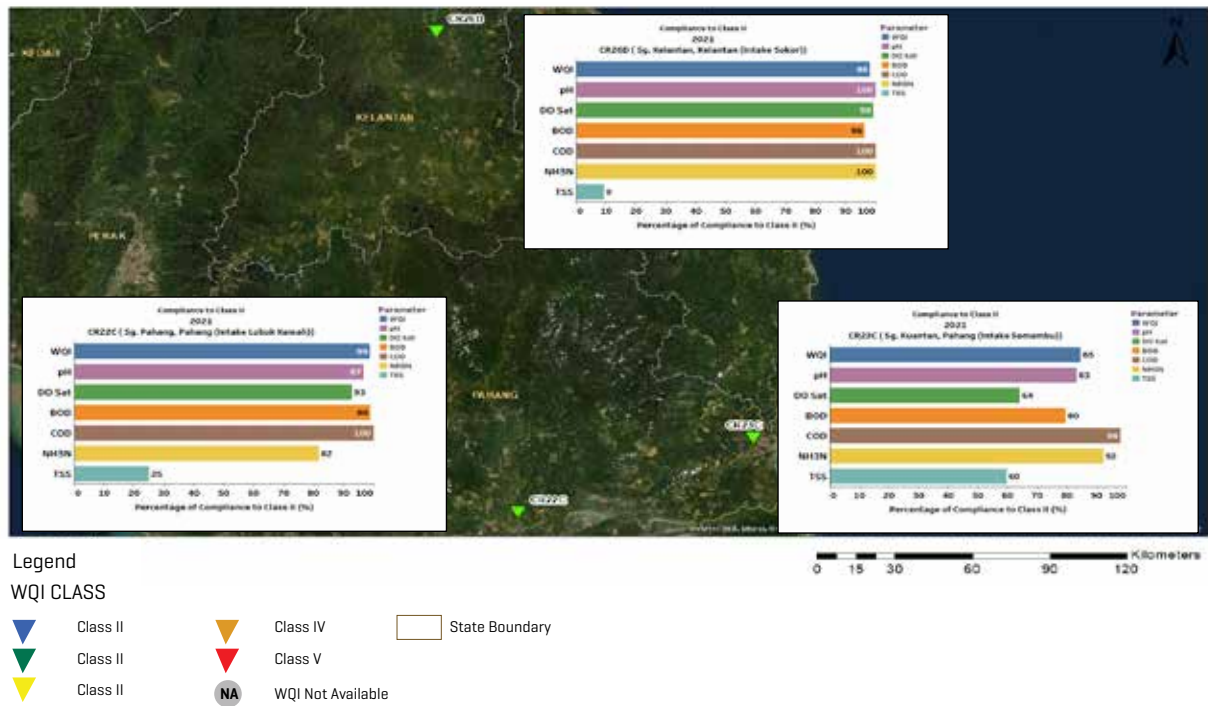 CR26D
KEDAH
KELANTAN
PERAK
PAHANG
CR23C
CR22C
N
Compliance to Class II
2021
CR26D ( Sg. Kelantan, Kelantan (Intake Sokor))
Parameter
WQI
pH
DO Sat
BOD
COD
NH3N
TSS
WQI
pH 100
DO Sat
BOD 96
COD 100
NH3N 100
TSS 9
0 10 20 30 40 50 60 70 80 90 100
Percentage of Compliance to Class II (%)
Compliance to Class II
2021
CR22C ( Sg. Pahang, Pahang (Intake Lubuk Kawah))
Parameter
WQI
pH
DO Sat
BOD
COD
NH3N
TSS
WQI 99
pH 97
DO Sat 93
BOD
COD 100
NH3N 82
TSS 25
0 10 20 30 40 50 60 70 80 90 100
Percentage of Compliance to Class II (%)
Compliance to Class II
2021
CR23C ( Sg. Kuantan, Pahang (Intake Semambu))
Parameter
WQI
pH
DO Sat
BOD
COD
NH3N
TSS
WQI 85
pH 83
DO Sat 64
BOD 80
COD
NH3N 92
TSS 60
0 10 20 30 40 50 60 70 80 90 100
Percentage of Compliance to Class II (%)
Kilometers
0 15 30 60 90 120
Legend
WQI CLASS
Class II
Class II
Class II
Class IV
Class V
NA WQI Not Available
State Boundary